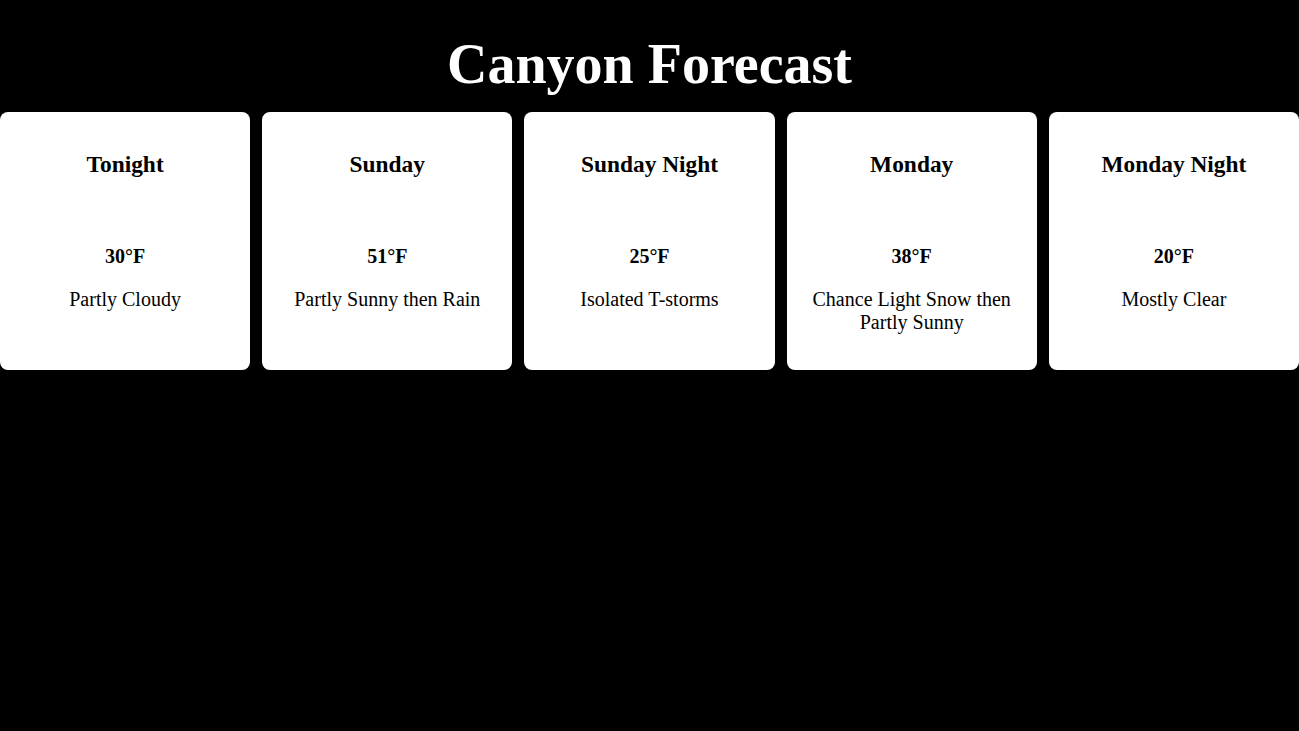 Canyon Forecast
Tonight
30°F
Partly Cloudy
Sunday
51°F
Partly Sunny then Rain
Sunday Night
25°F
Isolated T-storms
Monday
38°F
Chance Light Snow then
Partly Sunny
Monday Night
20°F
Mostly Clear